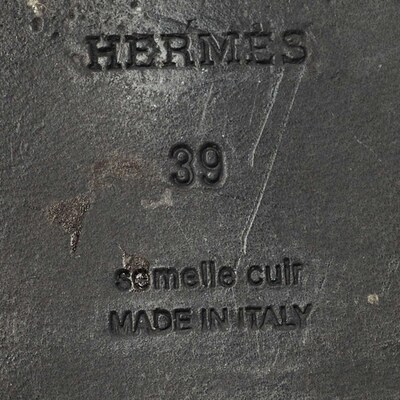 HERMES
39
semelle cuir
MADE IN ITALY